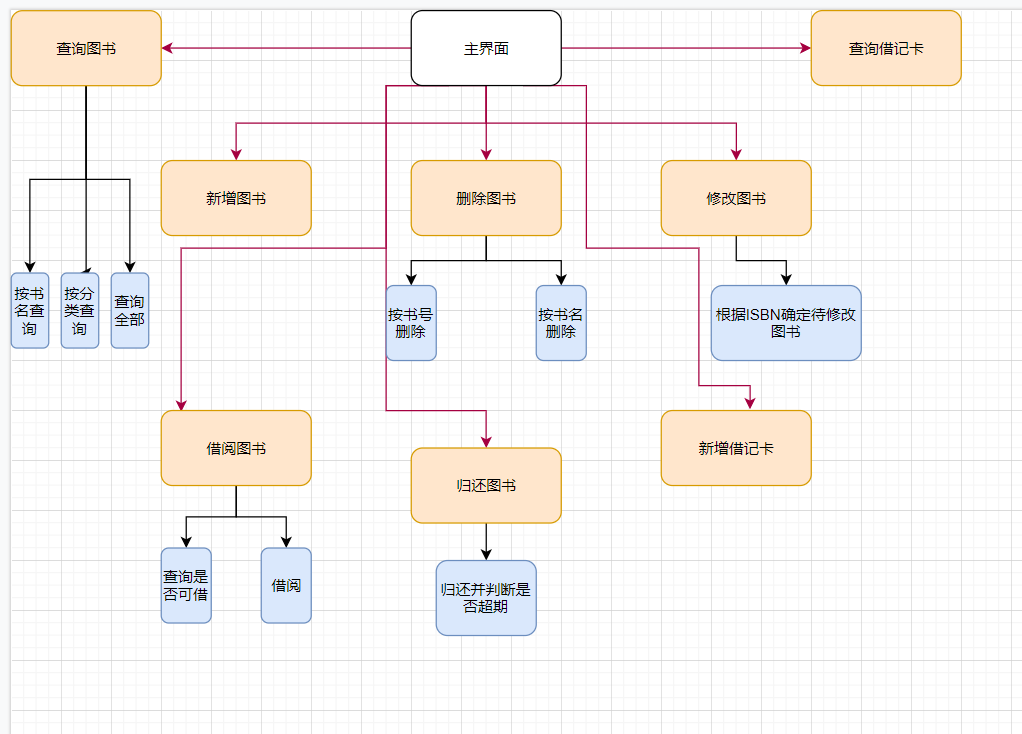 查询图书
主界面
查询借记卡
新增图书
删除图书
修改图书
按书
名查
询
按分
类查
询
查询
全部
按书号
删除
按书名
删除
根据ISBN确定待修改
图书
借阅图书
归还图书
新增借记卡
查询是
否可借
借阅
归还并判断是
否超期